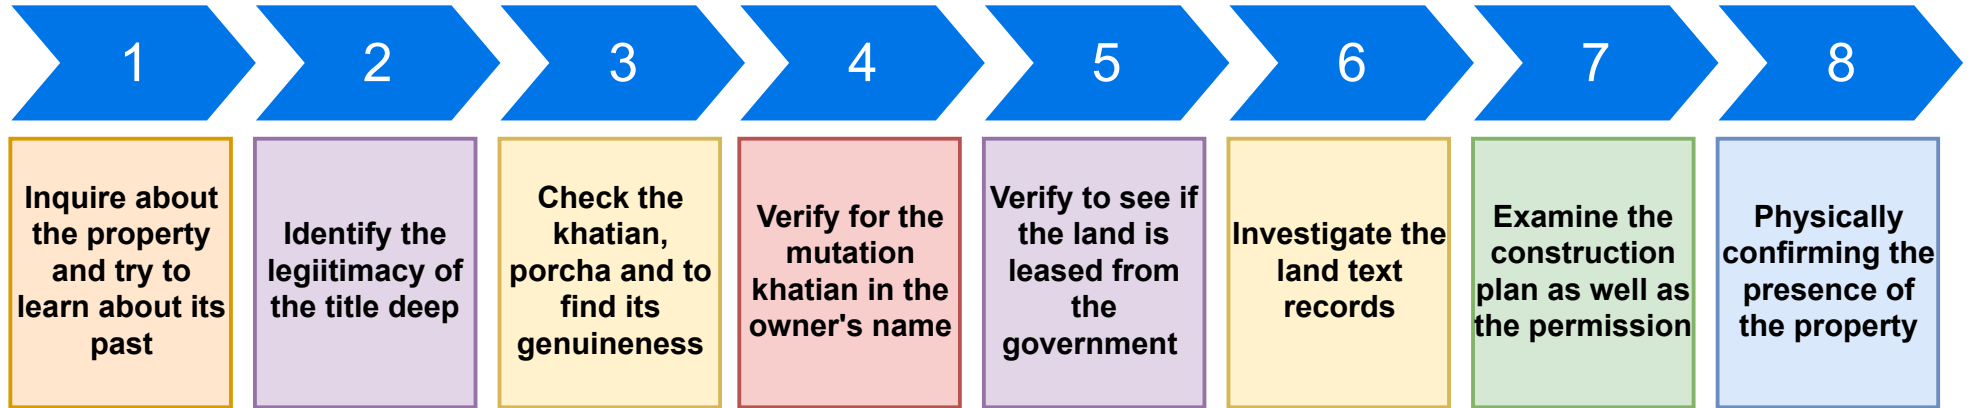 1
2
3
4
5
6
7
8
Inquire about
the property
and try to
learn about its
past
Identify the
legiitimacy of
the title deep
Check the
khatian,
porcha and to
find its
genuineness
Verify for the
mutation
khatian in the
owner's name
Verify to see if
the land is
leased from
the
government
Investigate the
land text
records
Examine the
construction
plan as well as
the permission
Physically
confirming the
presence of
the property